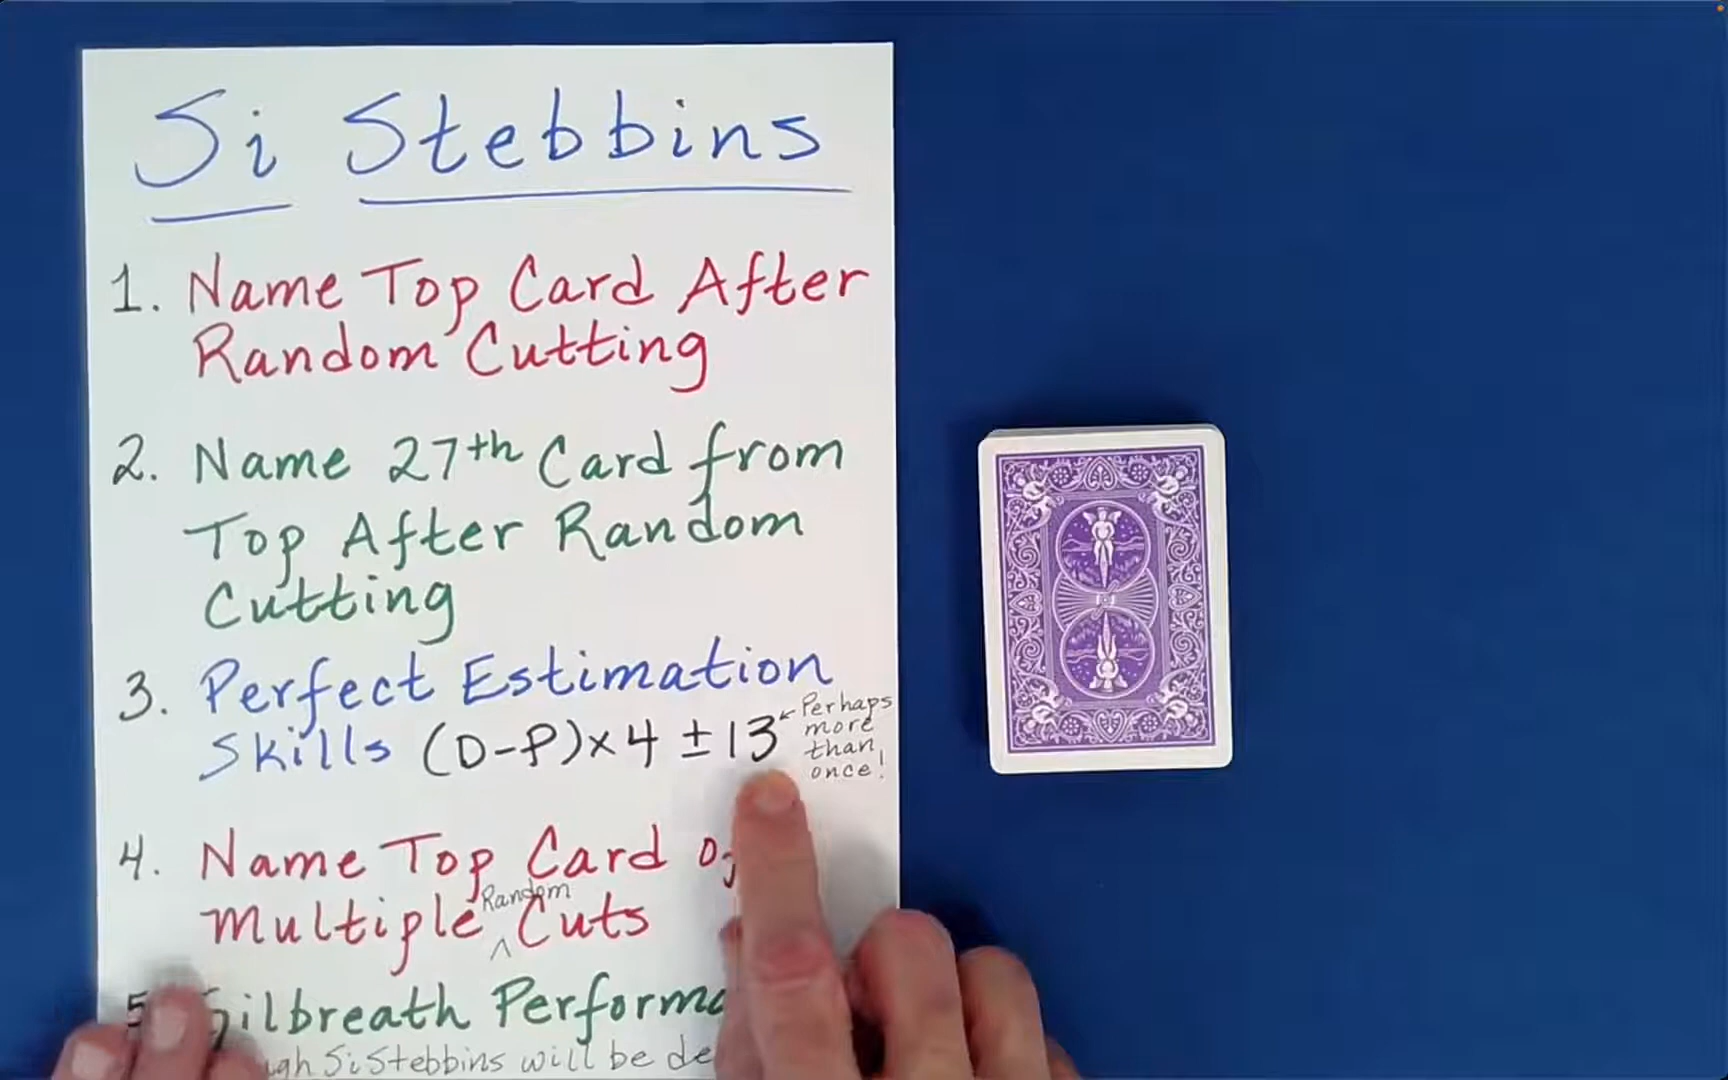 Si Stebbins
1. Name Top Card After
Random Cutting
2. Name 27th Card from
Top After Random
Cutting
3. Perfect Estimation
Skills (D-P)×4 ±13 ← Perhaps
more
than
once!
4. Name Top Card
Random
Multiple ^ Cuts
5. Gilbreath
Si Stebbins will be